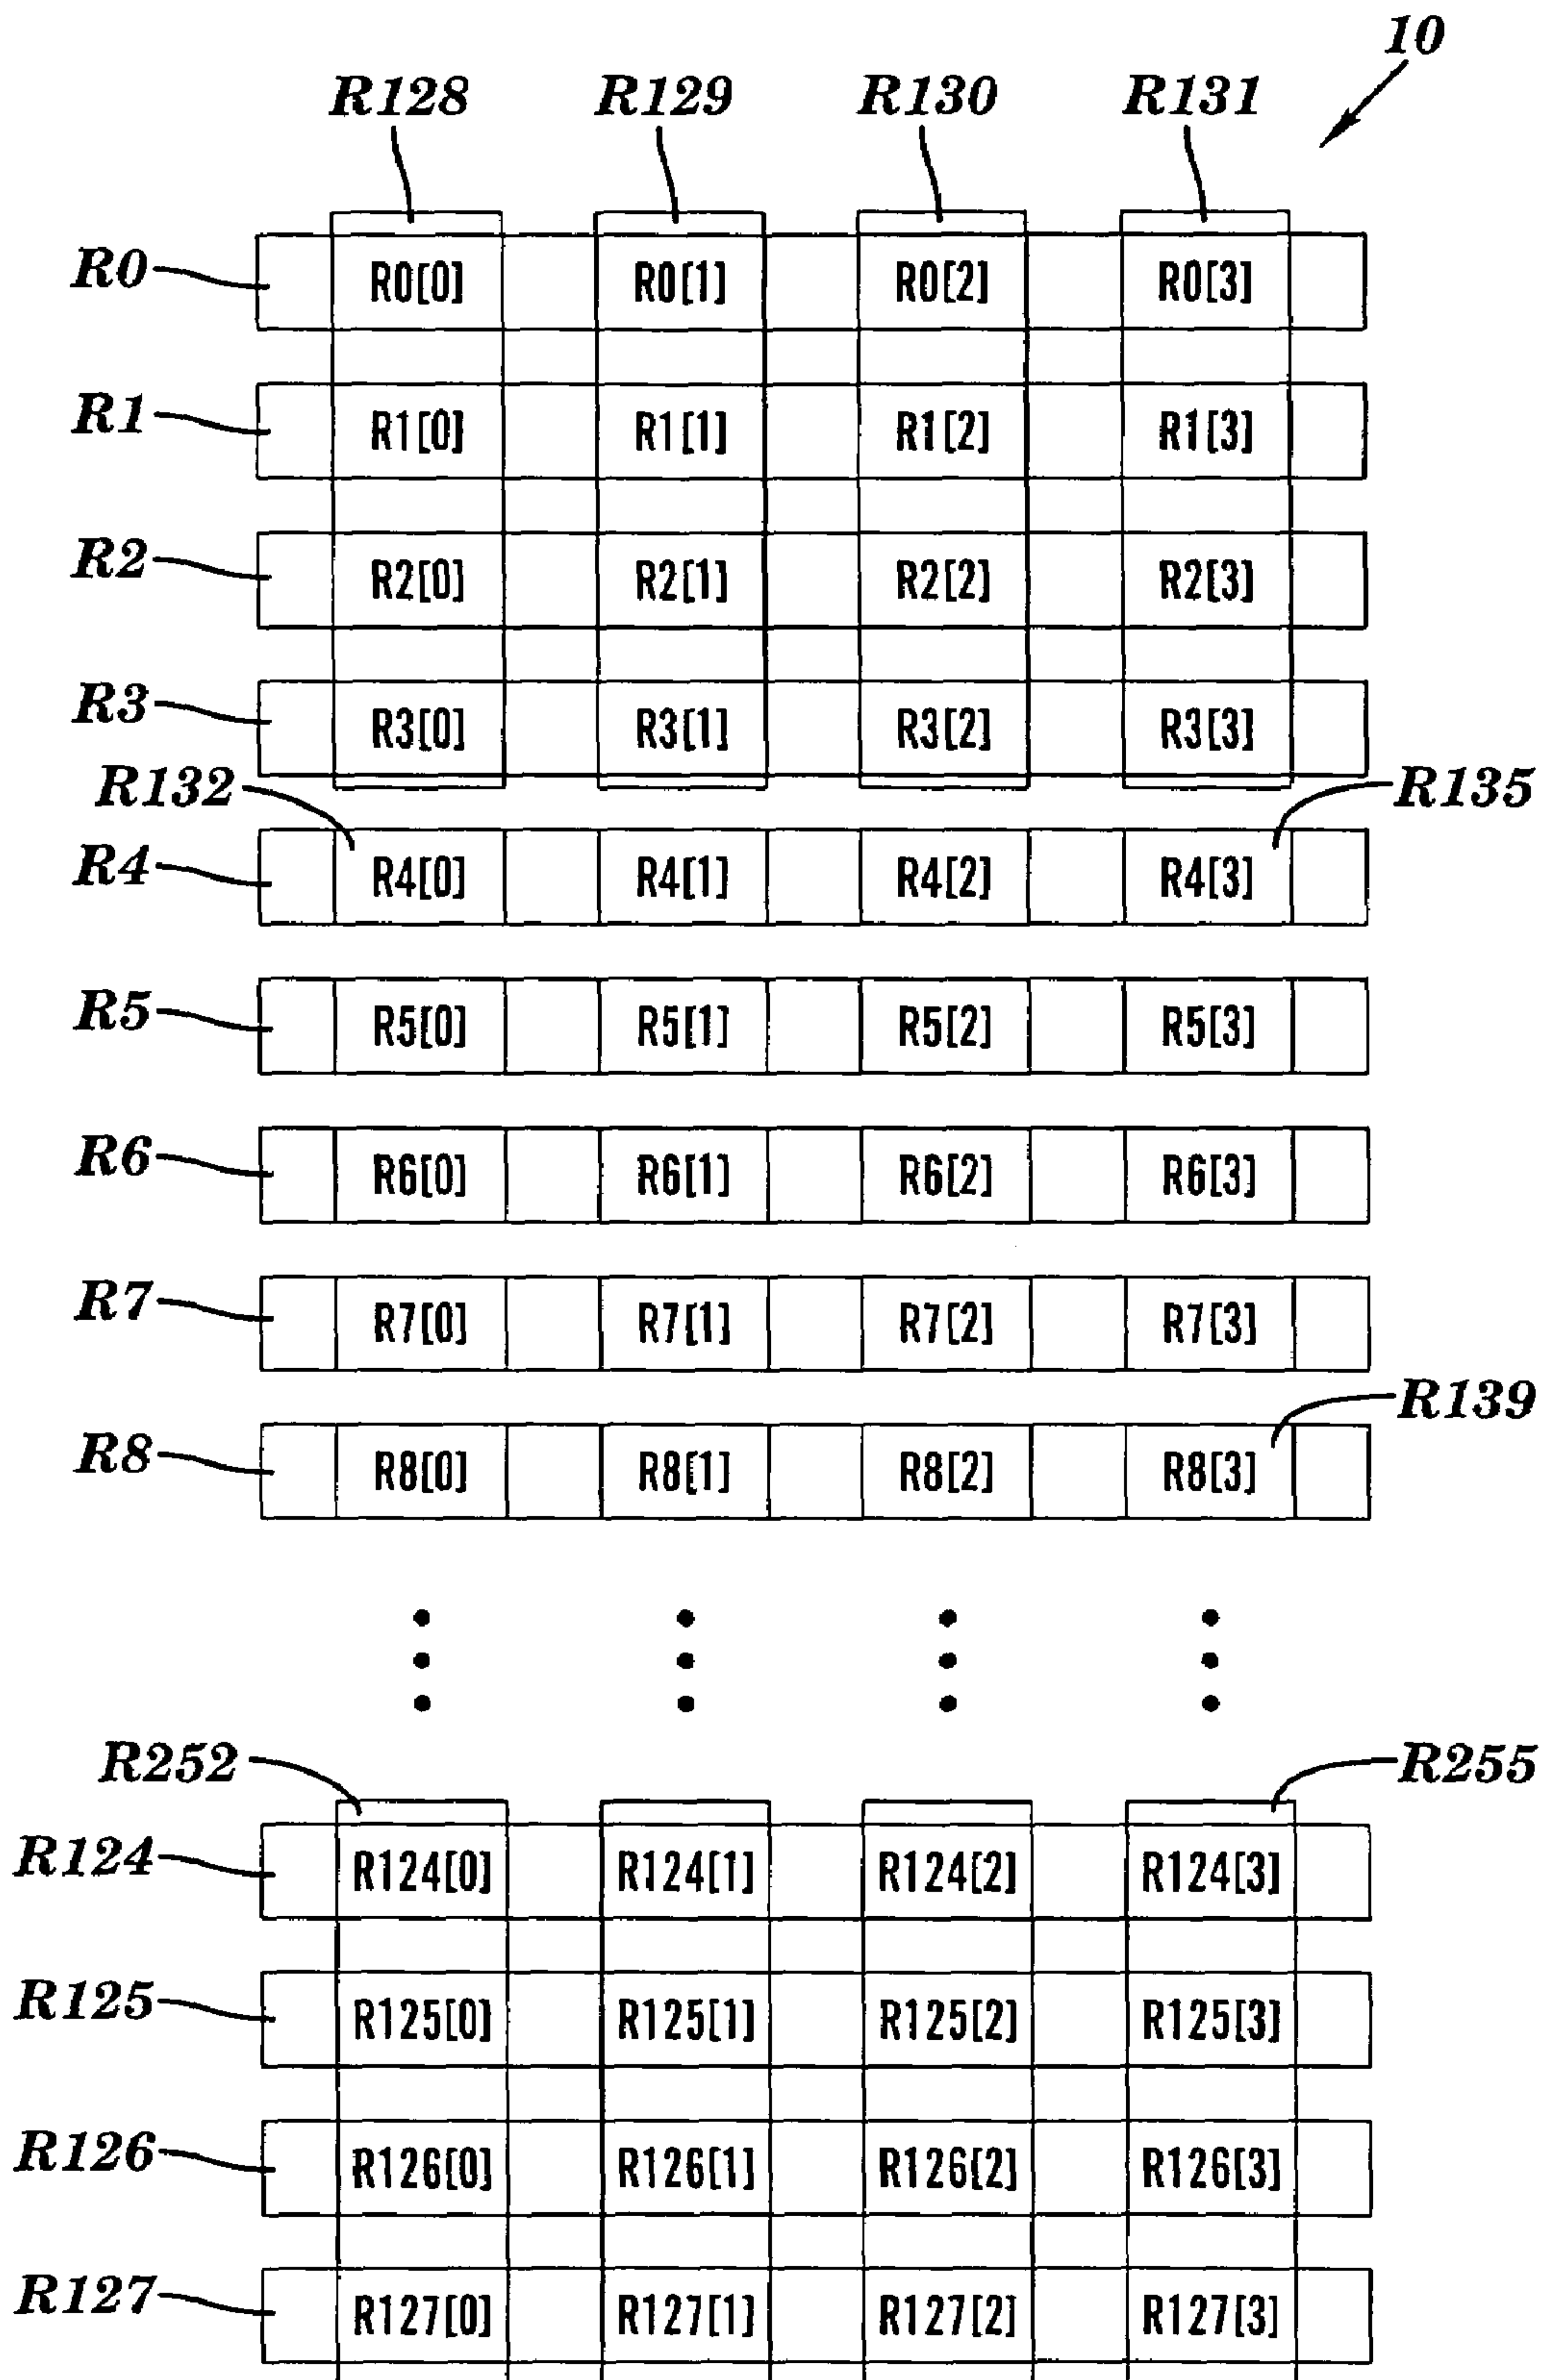 10
R128 R129 R130 R131
R0 R0[0] R0[1] R0[2] R0[3]
R1 R1[0] R1[1] R1[2] R1[3]
R2 R2[0] R2[1] R2[2] R2[3]
R3 R3[0] R3[1] R3[2] R3[3]
R132 R135
R4 R4[0] R4[1] R4[2] R4[3]
R5 R5[0] R5[1] R5[2] R5[3]
R6 R6[0] R6[1] R6[2] R6[3]
R7 R7[0] R7[1] R7[2] R7[3]
R139
R8 R8[0] R8[1] R8[2] R8[3]
R252 R255
R124 R124[0] R124[1] R124[2] R124[3]
R125 R125[0] R125[1] R125[2] R125[3]
R126 R126[0] R126[1] R126[2] R126[3]
R127 R127[0] R127[1] R127[2] R127[3]